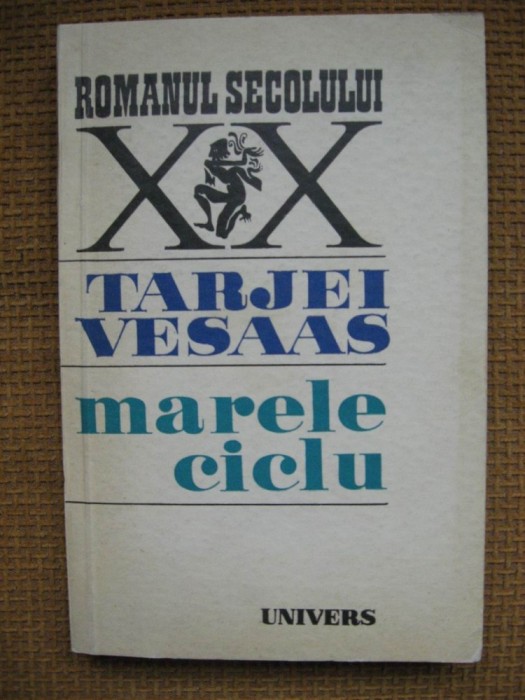 ROMANUL SECOLULUI
XX
TARJEI
VESAAS
marele
ciclu
UNIVERS